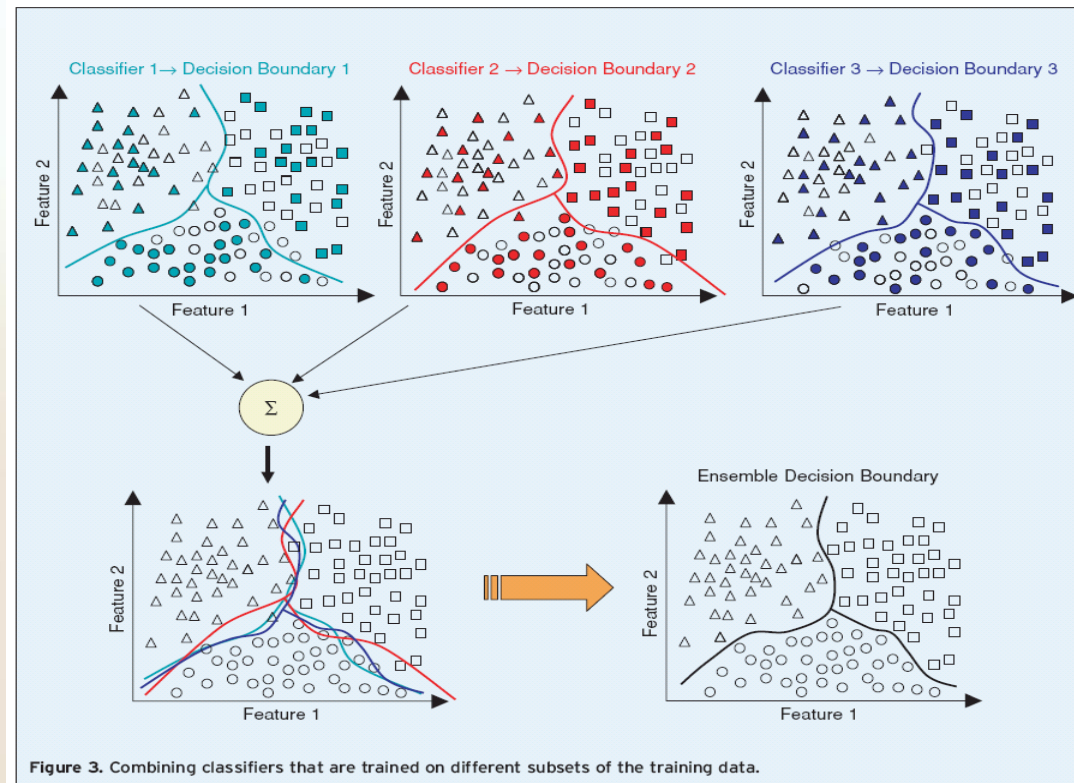 Classifier 1→ Decision Boundary 1
Classifier 2 → Decision Boundary 2
Classifier 3 → Decision Boundary 3
Feature 2
Feature 1
Feature 2
Feature 1
Feature 2
Feature 1
Σ
Feature 2
Feature 1
Ensemble Decision Boundary
Feature 2
Feature 1
Figure 3. Combining classifiers that are trained on different subsets of the training data.